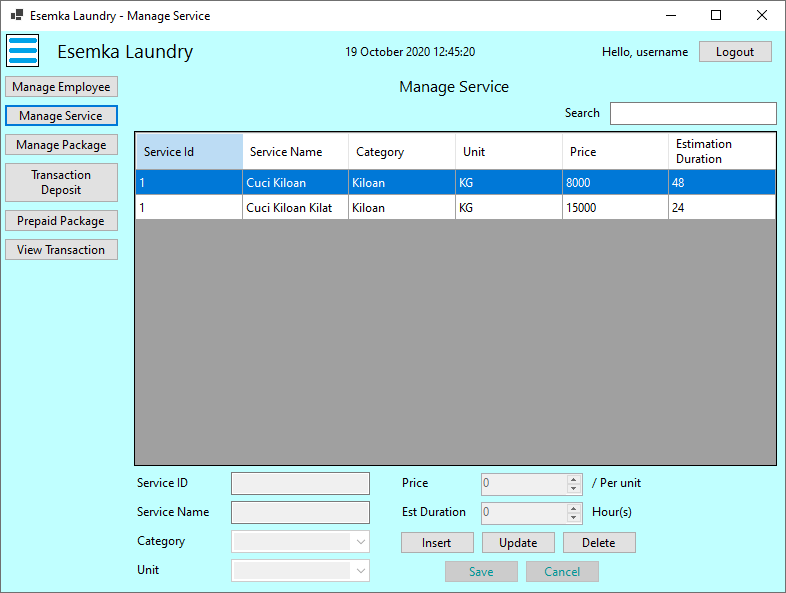 Esemka Laundry - Manage Service
Esemka Laundry
19 October 2020 12:45:20
Hello, username
Logout
Manage Employee
Manage Service
Manage Package
Transaction
Deposit
Prepaid Package
View Transaction
Manage Service
Search
Service Id Service Name Category Unit Price Estimation
Duration
1 Cuci Kiloan Kiloan KG 8000 48
1 Cuci Kiloan Kilat Kiloan KG 15000 24
Service ID
Service Name
Category
Unit
Price 0 / Per unit
Est Duration 0 Hour(s)
Insert Update Delete
Save Cancel